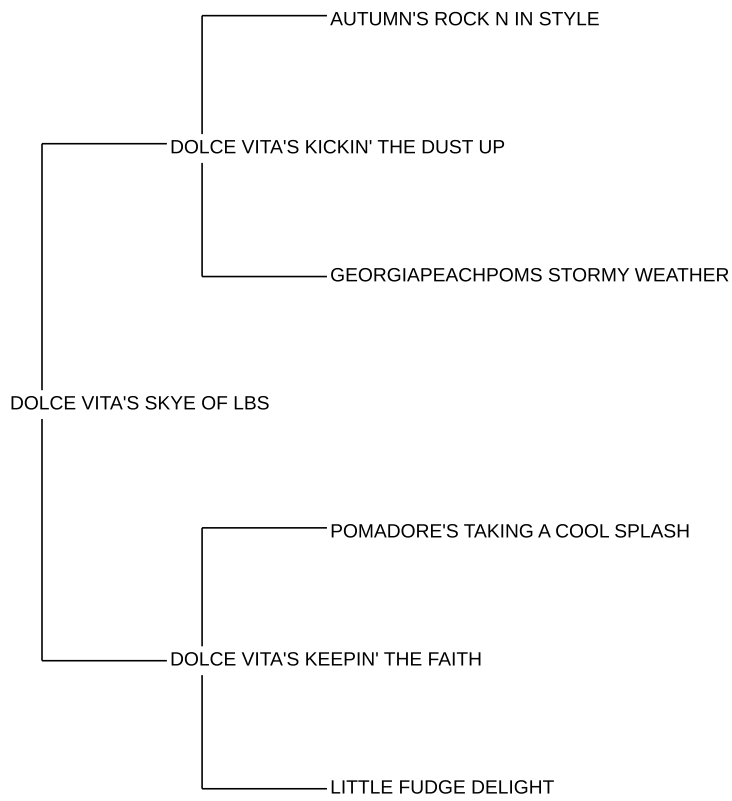 AUTUMN'S ROCK N IN STYLE
DOLCE VITA'S KICKIN' THE DUST UP
GEORGIAPEACHPOMS STORMY WEATHER
DOLCE VITA'S SKYE OF LBS
POMADORE'S TAKING A COOL SPLASH
DOLCE VITA'S KEEPIN' THE FAITH
LITTLE FUDGE DELIGHT